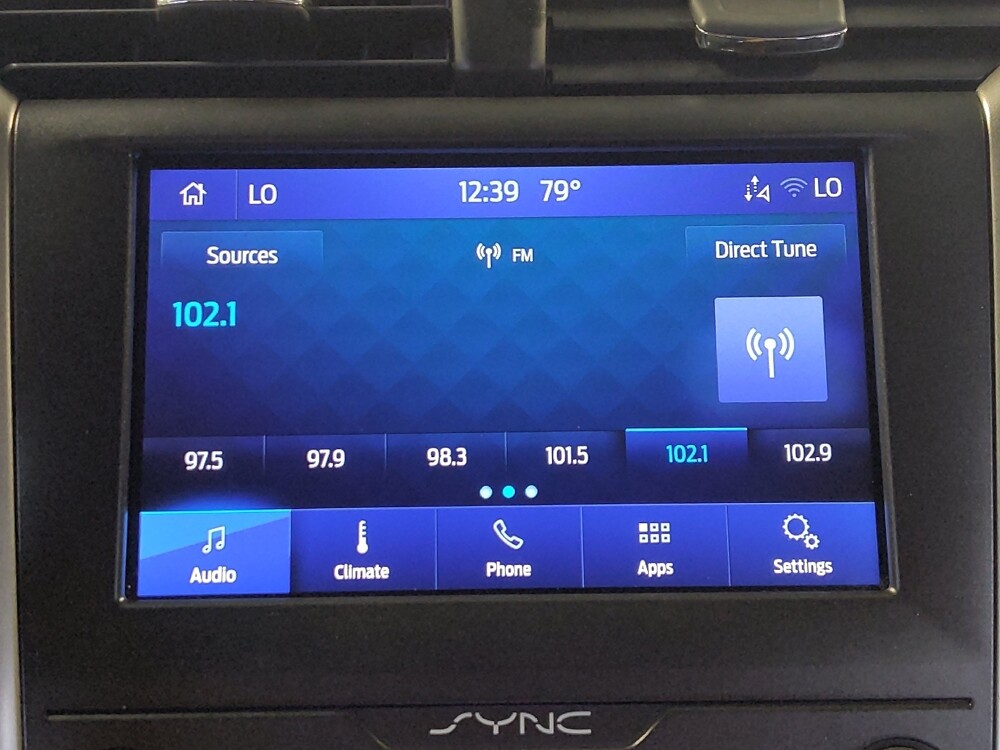 LO 12:39 79° LO
Sources FM Direct Tune
102.1
97.5 97.9 98.3 101.5 102.1 102.9
Audio Climate Phone Apps Settings
SYNC